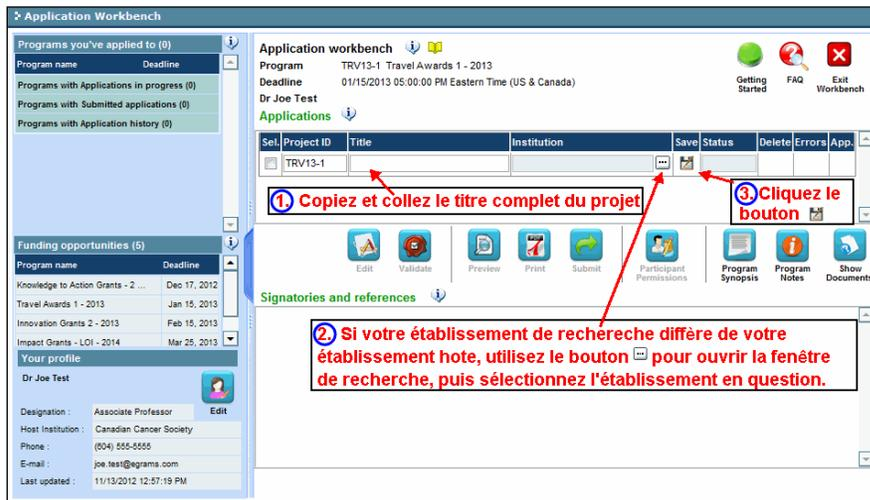 Application Workbench
Programs you've applied to (0)
Program name Deadline
Programs with Applications in progress (0)
Programs with Submitted applications (0)
Programs with Application history (0)
Funding opportunities (5)
Program name Deadline
Knowledge to Action Grants - 2 ... Dec 17, 2012
Travel Awards 1 - 2013 Jan 15, 2013
Innovation Grants 2 - 2013 Feb 15, 2013
Impact Grants - LOI - 2014 Mar 25, 2013
Your profile
Dr Joe Test
Edit
Designation : Associate Professor
Host Institution : Canadian Cancer Society
Phone : (604) 555-5555
E-mail : joe.test@egrams.com
Last updated : 11/13/2012 12:57:19 PM
Application workbench
Program TRV13-1 Travel Awards 1 - 2013
Deadline 01/15/2013 05:00:00 PM Eastern Time (US & Canada)
Dr Joe Test
Getting Started
FAQ
Exit Workbench
Applications
Sel. Project ID Title Institution Save Status Delete Errors App.
TRV13-1 ...
1. Copiez et collez le titre complet du projet
3. Cliquez le
bouton
Edit Validate Preview Print Submit Participant Permissions Program Synopsis Program Notes Show Documents
Signatories and references
2. Si votre établissement de rechereche diffère de votre
établissement hote, utilisez le bouton ... pour ouvrir la fenêtre
de recherche, puis sélectionnez l'établissement en question.